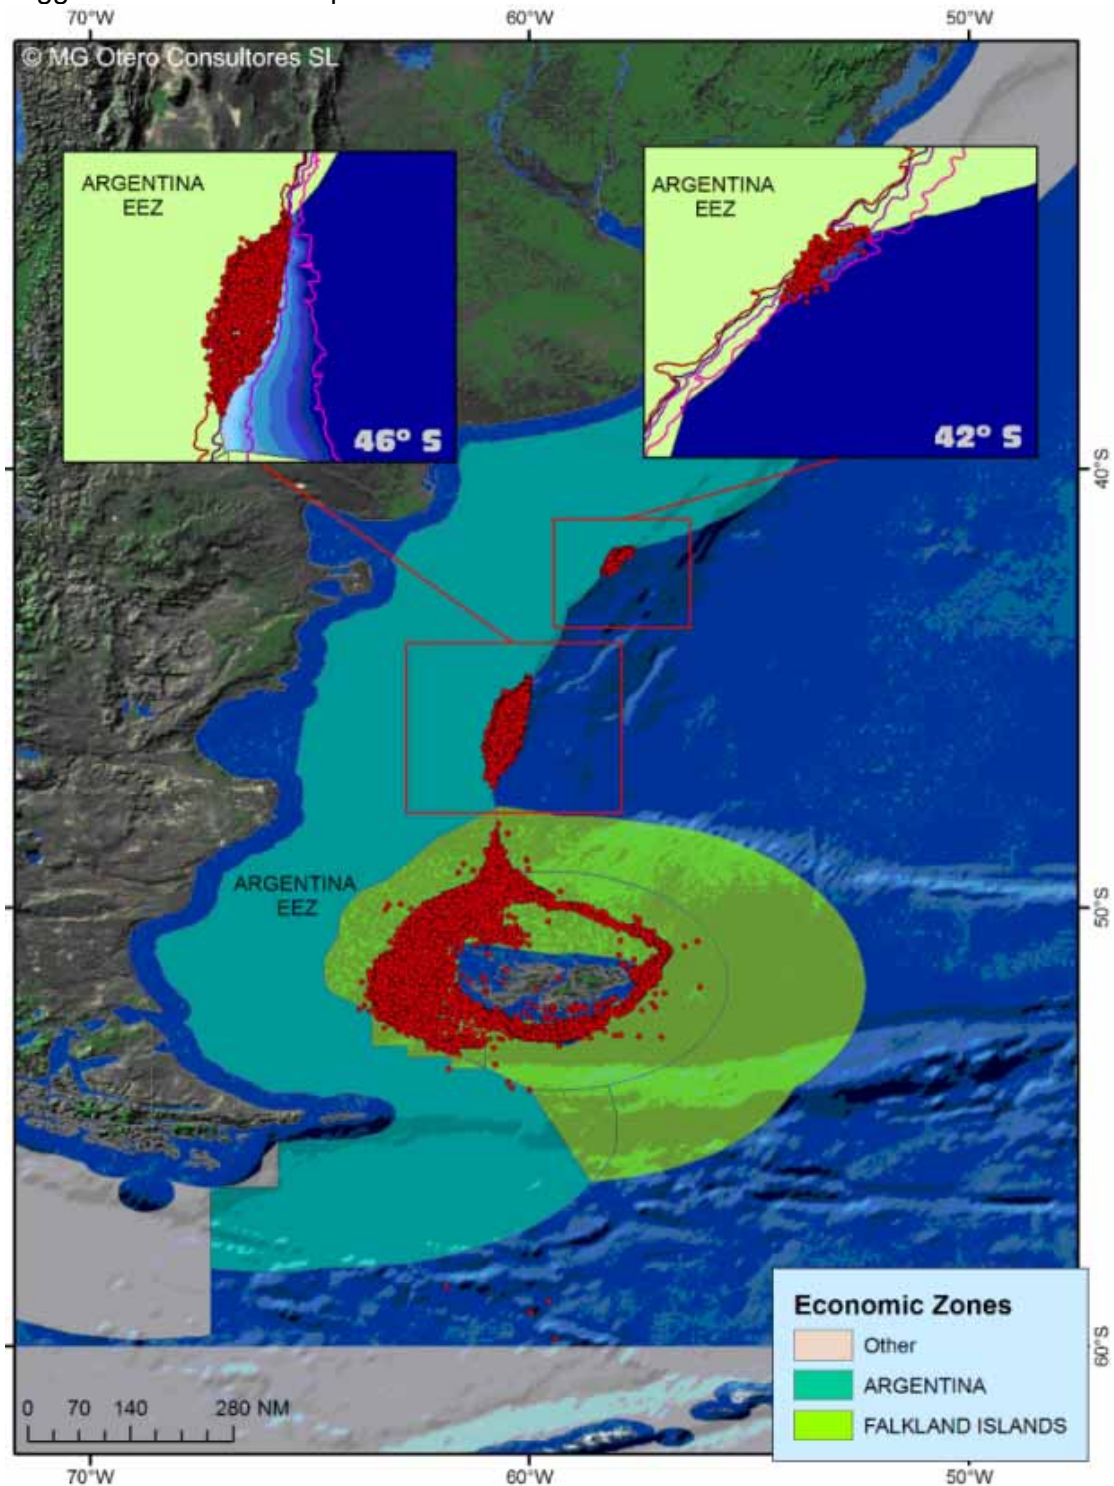 70°W
60°W
50°W
© MG Otero Consultores SL
ARGENTINA
EEZ
46° S
ARGENTINA
EEZ
42° S
40°S
ARGENTINA
EEZ
50°S
Economic Zones
Other
ARGENTINA
FALKLAND ISLANDS
60°S
0 70 140 280 NM
70°W
60°W
50°W